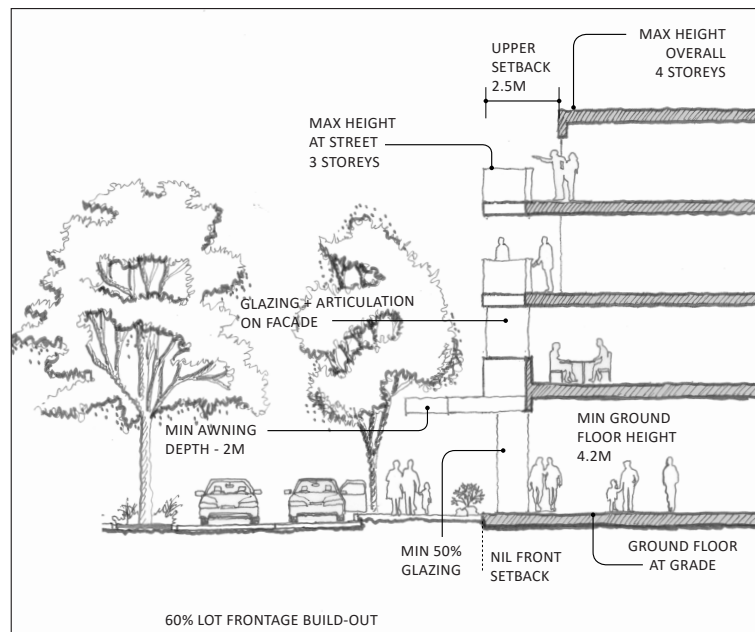 MAX HEIGHT
OVERALL
4 STOREYS
UPPER
SETBACK
2.5M
MAX HEIGHT
AT STREET
3 STOREYS
GLAZING + ARTICULATION
ON FACADE
MIN AWNING
DEPTH - 2M
MIN GROUND
FLOOR HEIGHT
4.2M
MIN 50%
GLAZING
NIL FRONT
SETBACK
GROUND FLOOR
AT GRADE
60% LOT FRONTAGE BUILD-OUT